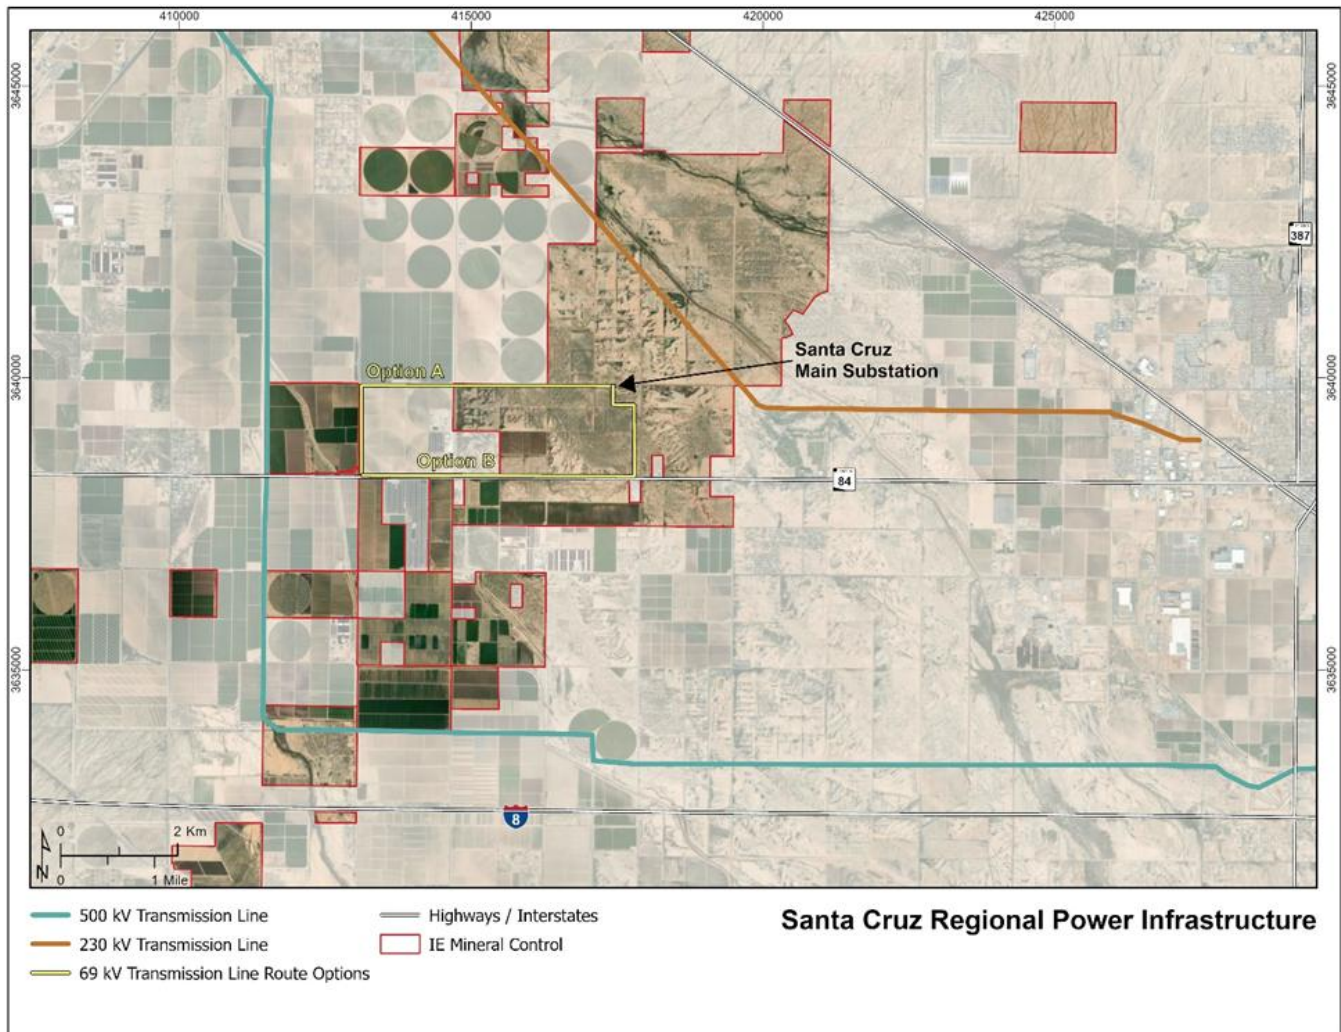 410000
415000
420000
425000
3645000
3645000
387
Option A
Santa Cruz
Main Substation
3640000
3640000
Option B
84
3635000
3635000
8
N
0
2 Km
0
1 Mile
500 kV Transmission Line
230 kV Transmission Line
69 kV Transmission Line Route Options
Highways / Interstates
IE Mineral Control
Santa Cruz Regional Power Infrastructure